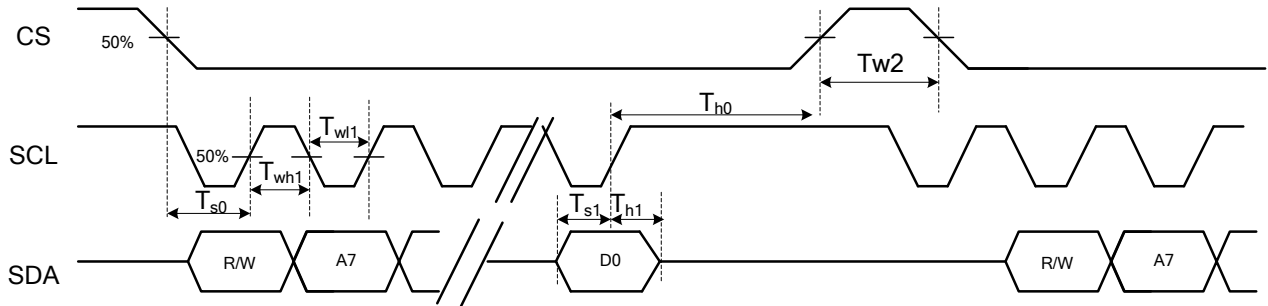 CS
50%
Tw2
Th0
SCL
50%
Twl1
Twh1
Ts0
Ts1
Th1
SDA
R/W
A7
D0
R/W
A7